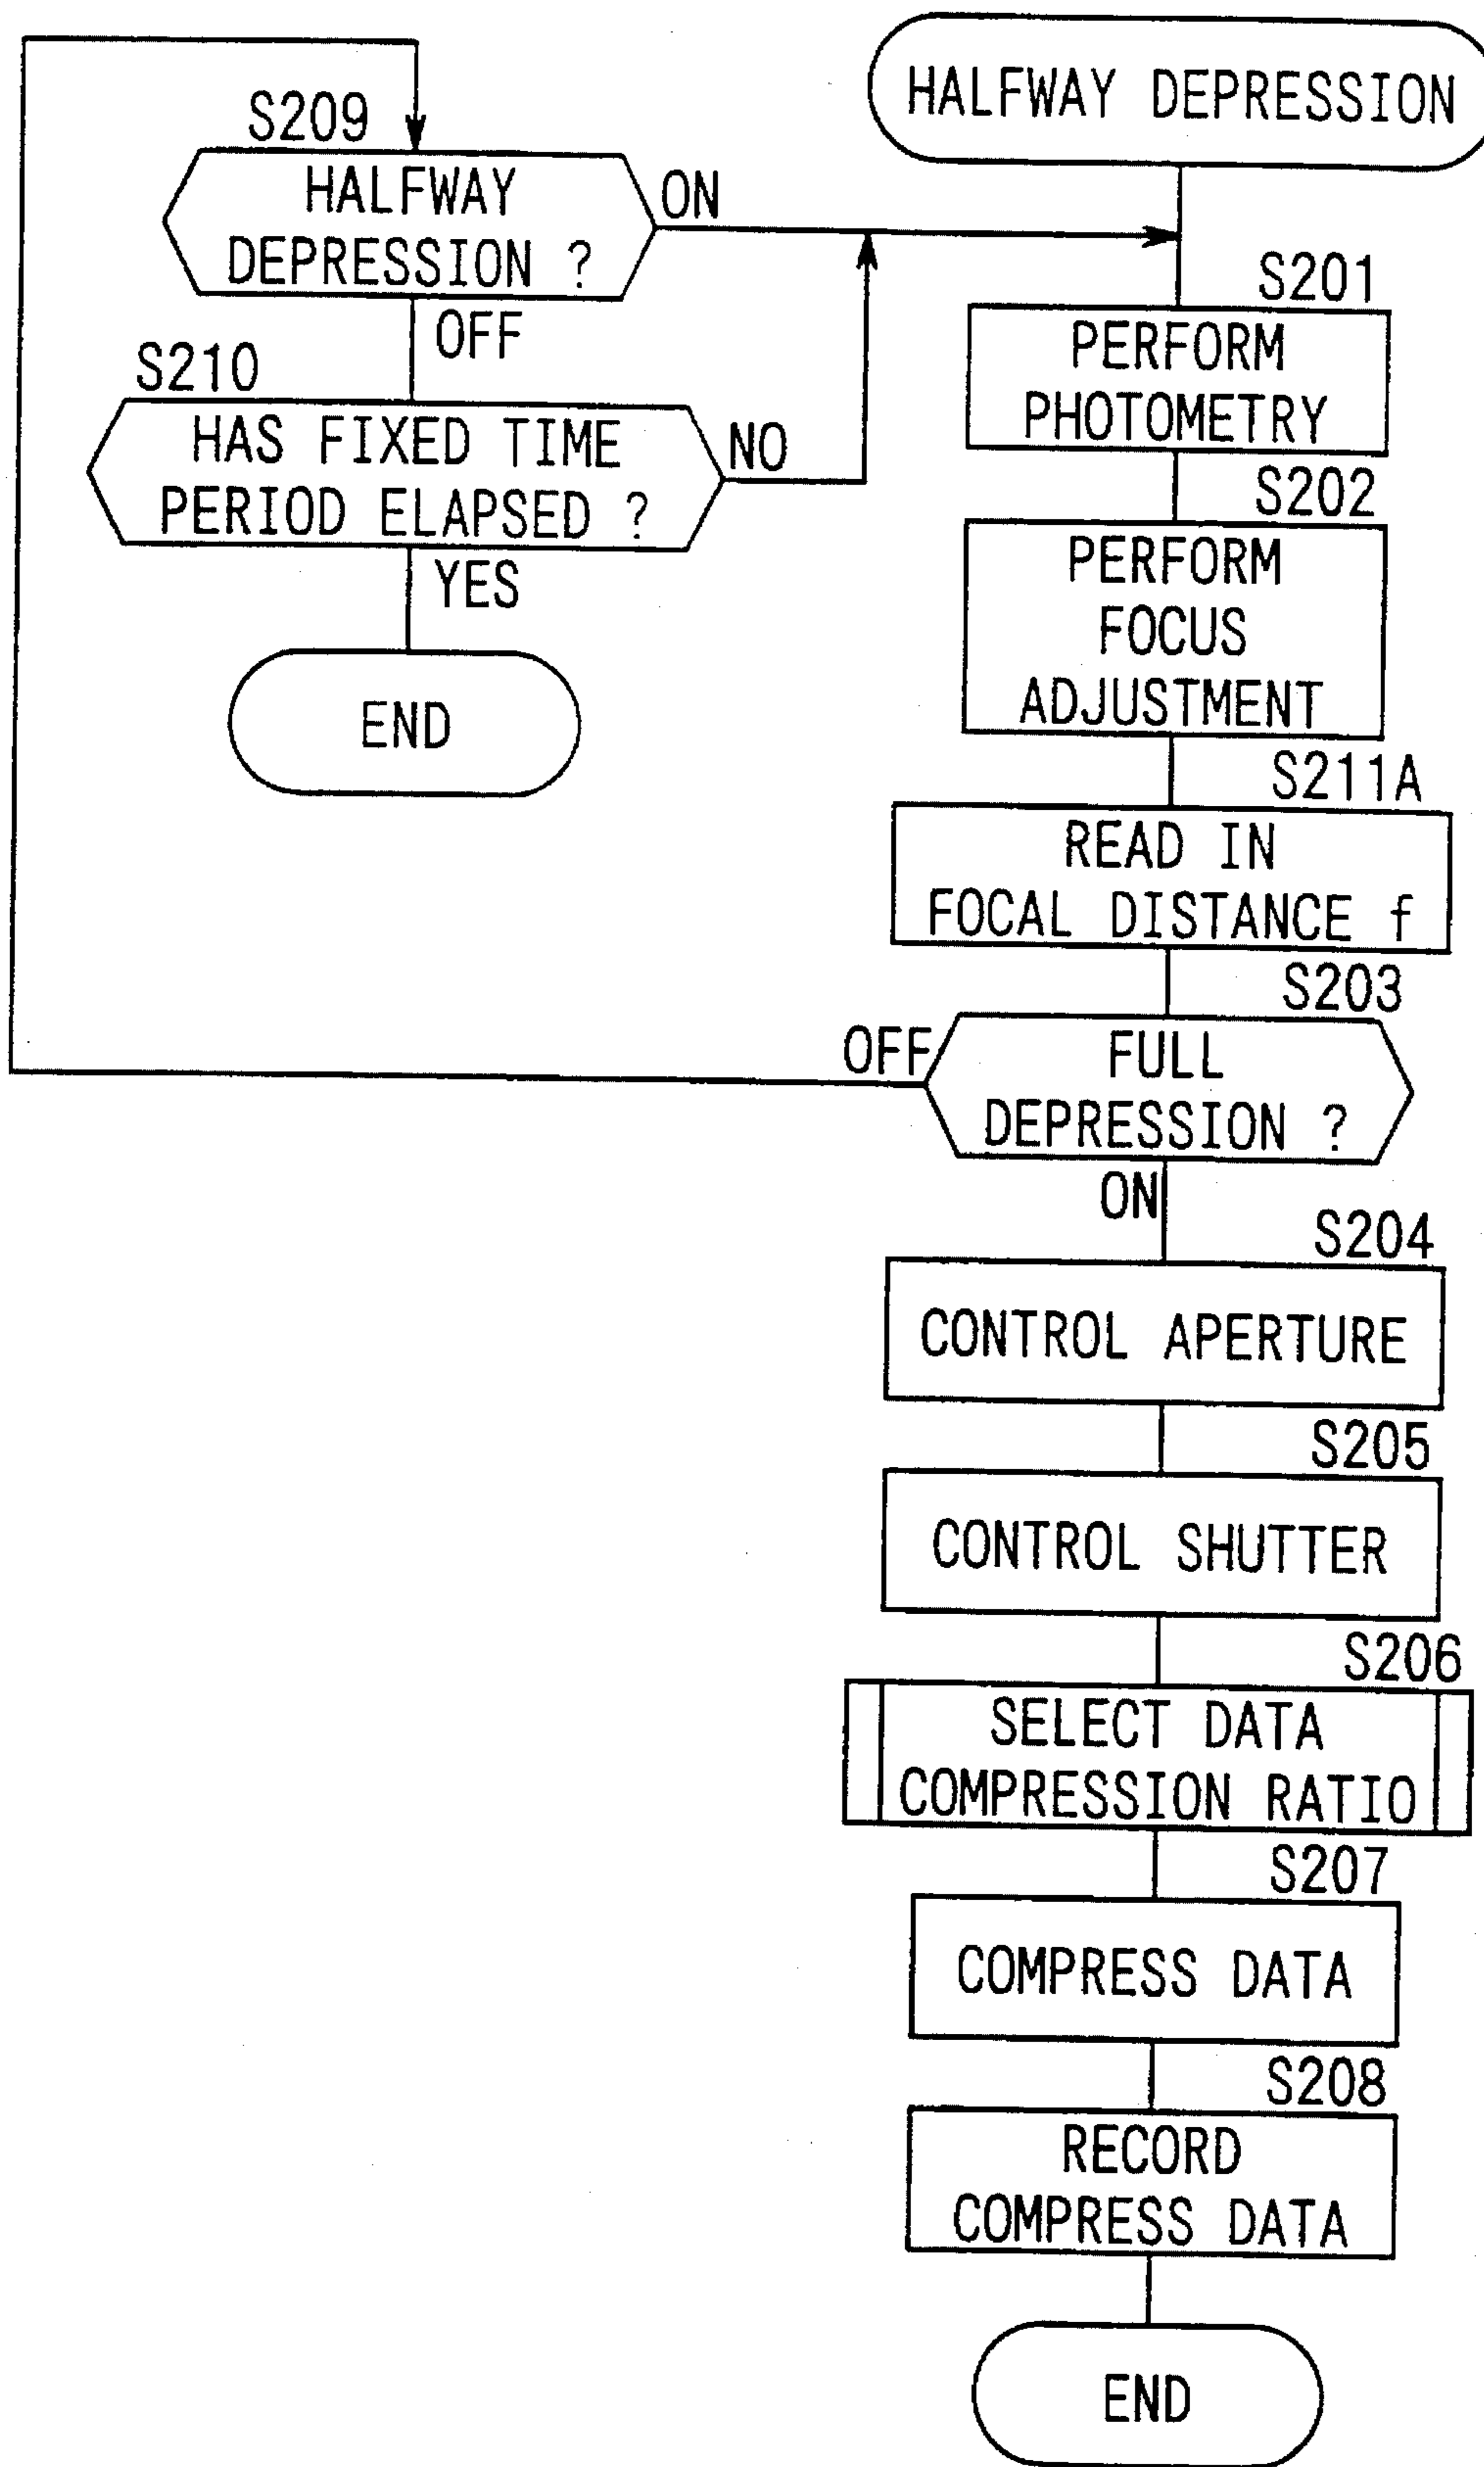 HALFWAY DEPRESSION
S209
HALFWAY
DEPRESSION ?
ON
OFF
S210
HAS FIXED TIME
PERIOD ELAPSED ?
NO
YES
END
S201
PERFORM
PHOTOMETRY
S202
PERFORM
FOCUS
ADJUSTMENT
S211A
READ IN
FOCAL DISTANCE f
S203
FULL
DEPRESSION ?
OFF
ON
S204
CONTROL APERTURE
S205
CONTROL SHUTTER
S206
SELECT DATA
COMPRESSION RATIO
S207
COMPRESS DATA
S208
RECORD
COMPRESS DATA
END